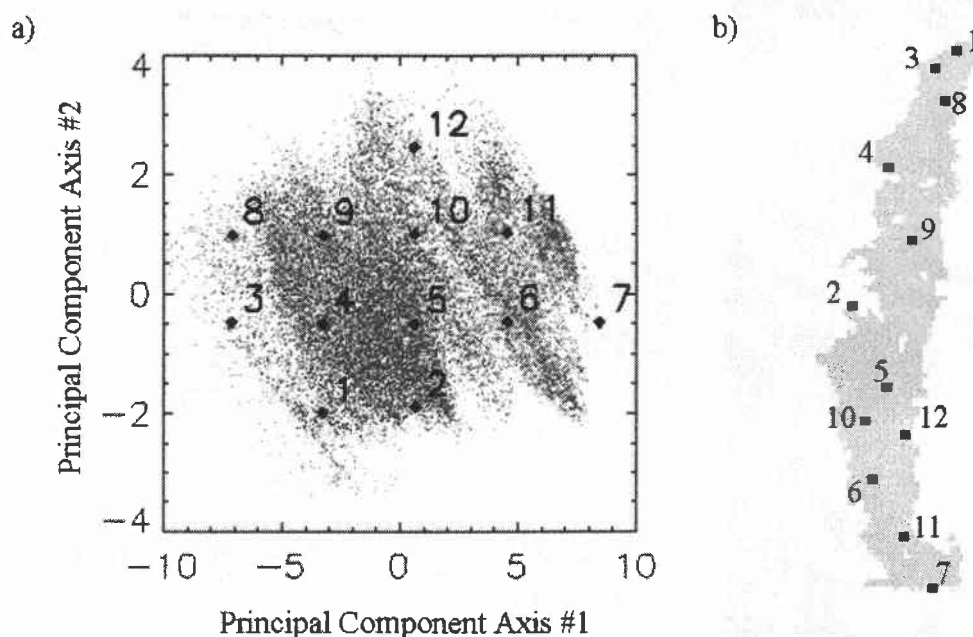 a)
b)
Principal Component Axis #2
4
2
0
−2
−4
12
8 9 10 11
3 4 5 6 7
1 2
−10 −5 0 5 10
Principal Component Axis #1
1
3
8
4
9
2
5
10 12
6
11
7